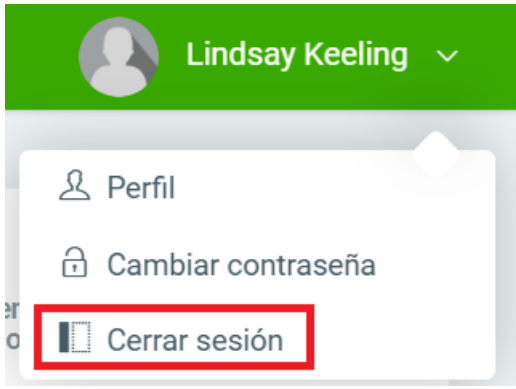 Lindsay Keeling
Perfil
Cambiar contraseña
Cerrar sesión